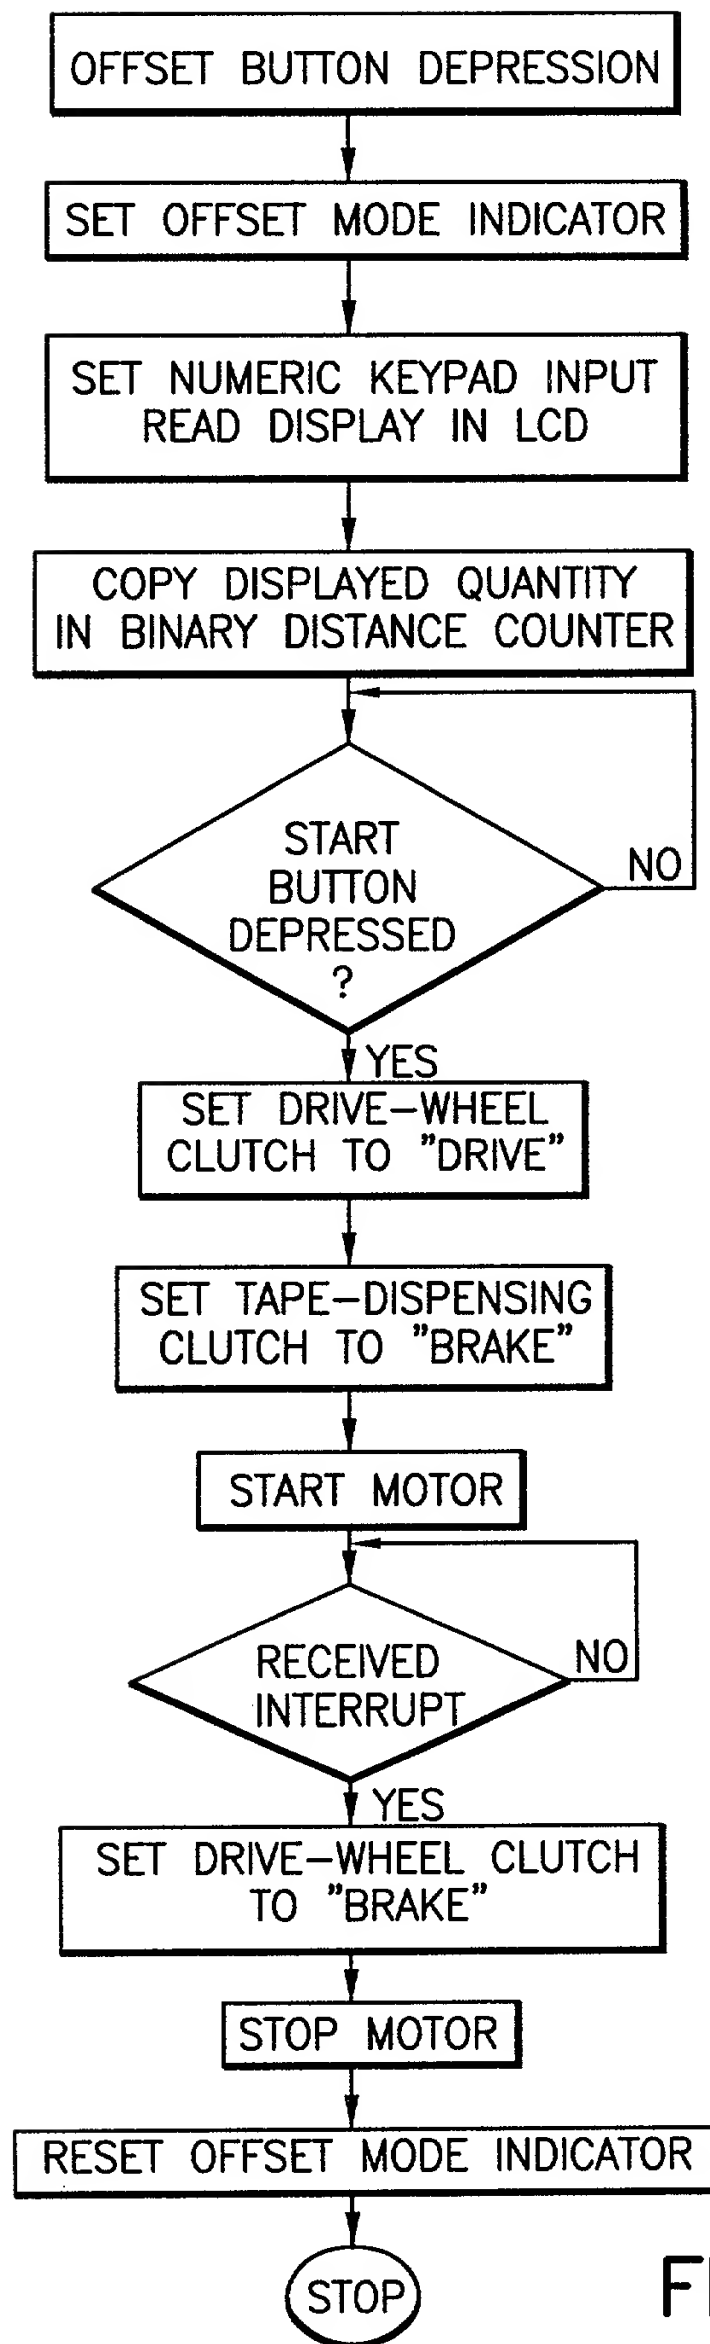 OFFSET BUTTON DEPRESSION
SET OFFSET MODE INDICATOR
SET NUMERIC KEYPAD INPUT
READ DISPLAY IN LCD
COPY DISPLAYED QUANTITY
IN BINARY DISTANCE COUNTER
START
BUTTON
DEPRESSED
?
NO
YES
SET DRIVE-WHEEL
CLUTCH TO "DRIVE"
SET TAPE-DISPENSING
CLUTCH TO "BRAKE"
START MOTOR
RECEIVED
INTERRUPT
NO
YES
SET DRIVE-WHEEL CLUTCH
TO "BRAKE"
STOP MOTOR
RESET OFFSET MODE INDICATOR
STOP